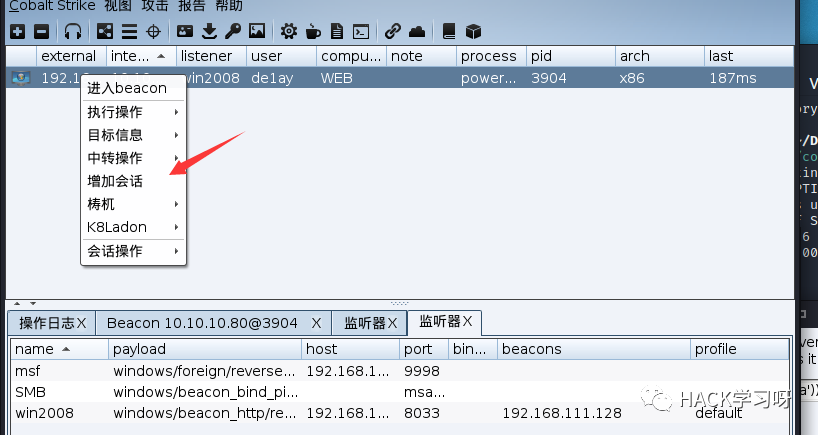 Cobalt Strike 视图 攻击 报告 帮助
external inte... listener user compu... note process pid arch last
192.1 win2008 de1ay WEB power... 3904 x86 187ms
进入beacon
执行操作
目标信息
中转操作
增加会话
梼杌
K8Ladon
会话操作
操作日志X Beacon 10.10.10.80@3904 X 监听器X 监听器X
name payload host port bin... beacons profile
msf windows/foreign/reverse... 192.168.1... 9998
SMB windows/beacon_bind_pi... msa...
win2008 windows/beacon_http/re... 192.168.1... 8033 192.168.111.128 default
HACK学习呀